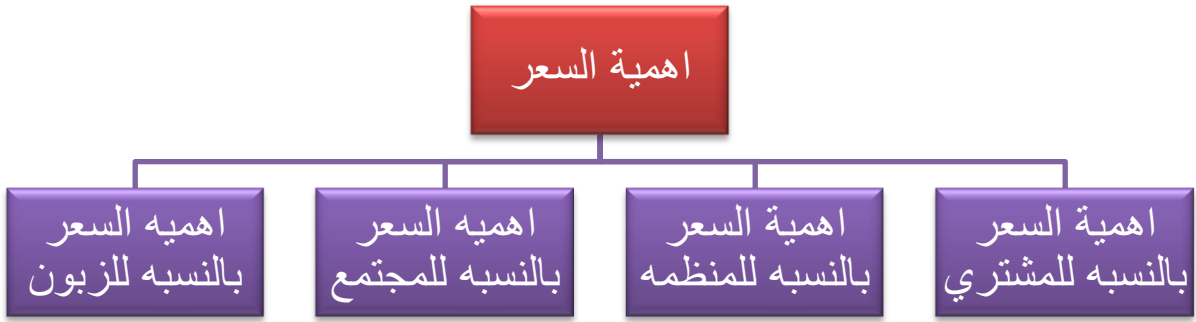 اهمية السعر
اهمية السعر
بالنسبه للمشتري
اهمية السعر
بالنسبه للمنظمه
اهميه السعر
بالنسبه للمجتمع
اهميه السعر
بالنسبه للزبون